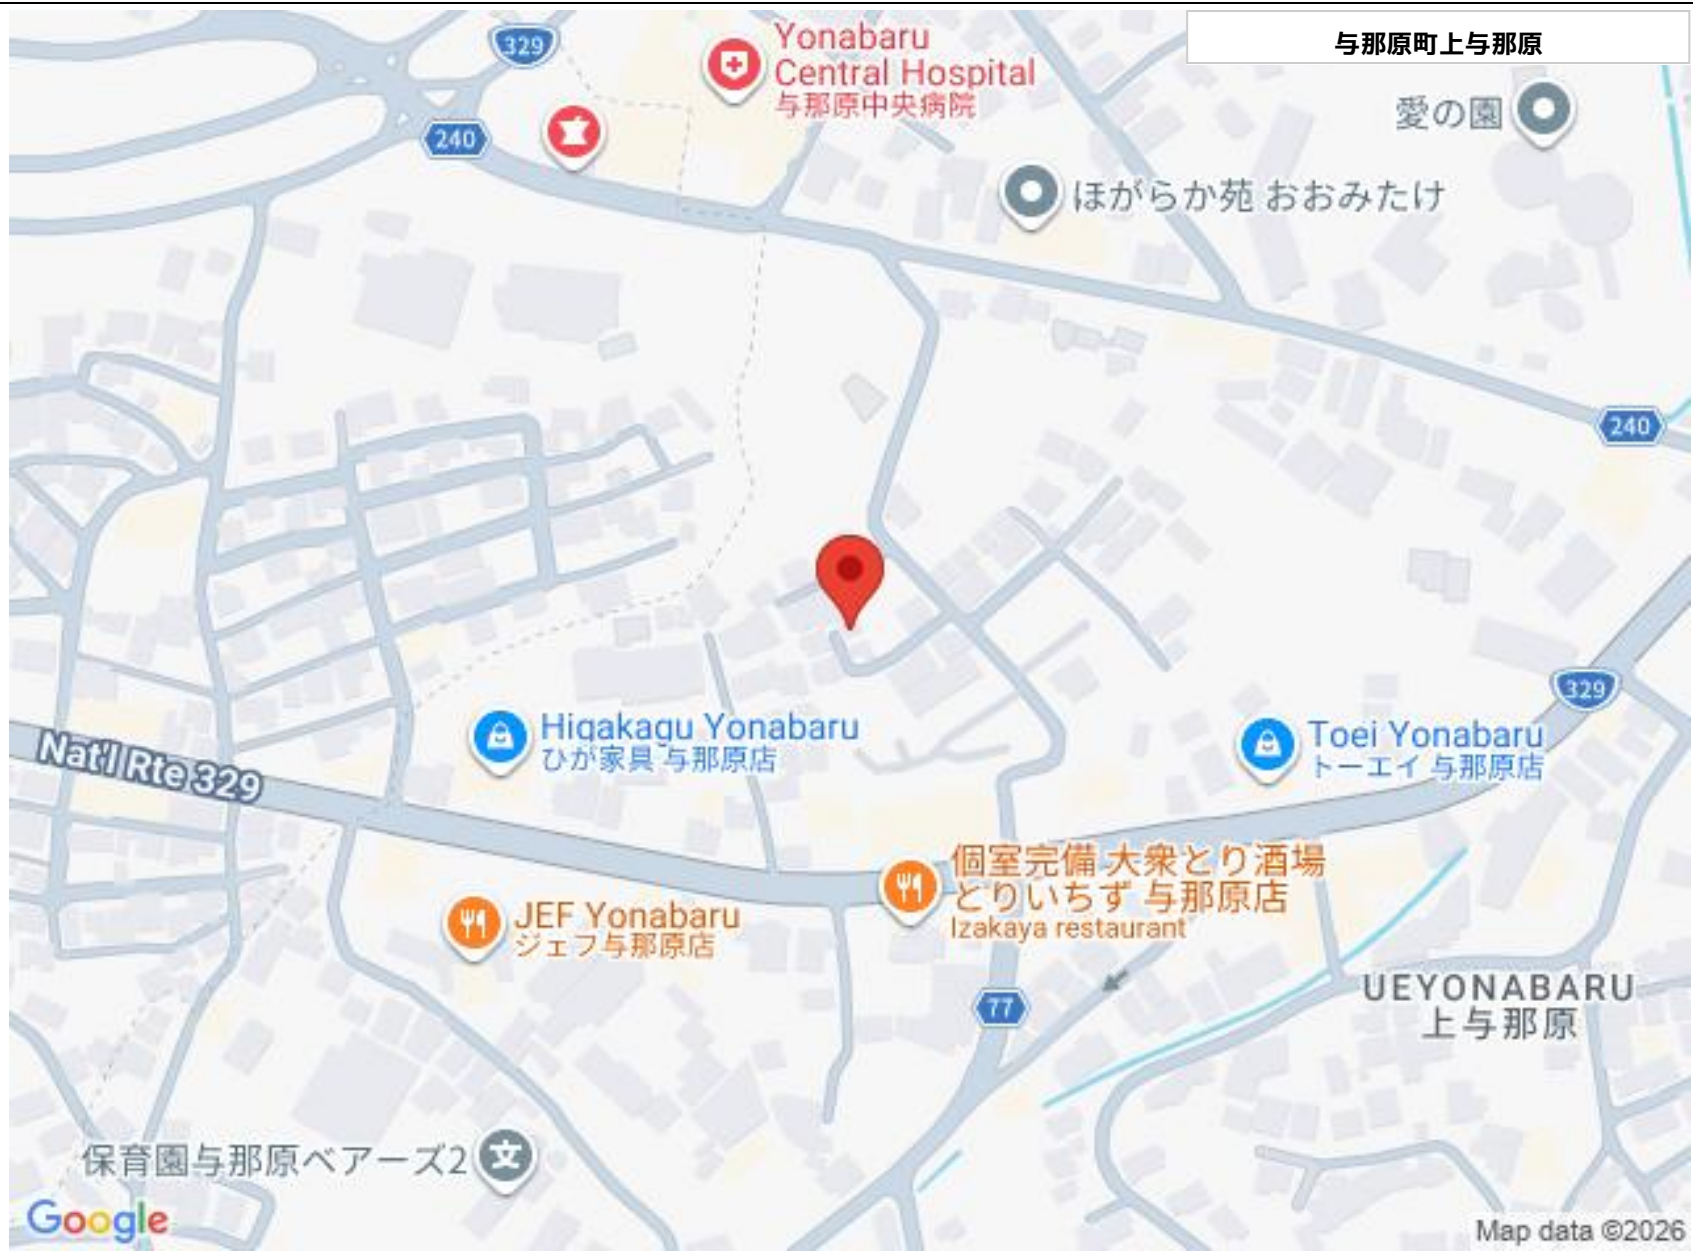 与那原町上与那原
329
Yonabaru
Central Hospital
与那原中央病院
愛の園
240
ほがらか苑 おおみたけ
240
329
Higakagu Yonabaru
ひが家具 与那原店
Toei Yonabaru
トーエイ 与那原店
Nat'l Rte 329
個室完備 大衆とり酒場
とりいちず 与那原店
Izakaya restaurant
JEF Yonabaru
ジェフ与那原店
77
UEYONABARU
上与那原
保育園与那原ベアーズ2
文
Google
Map data ©2026